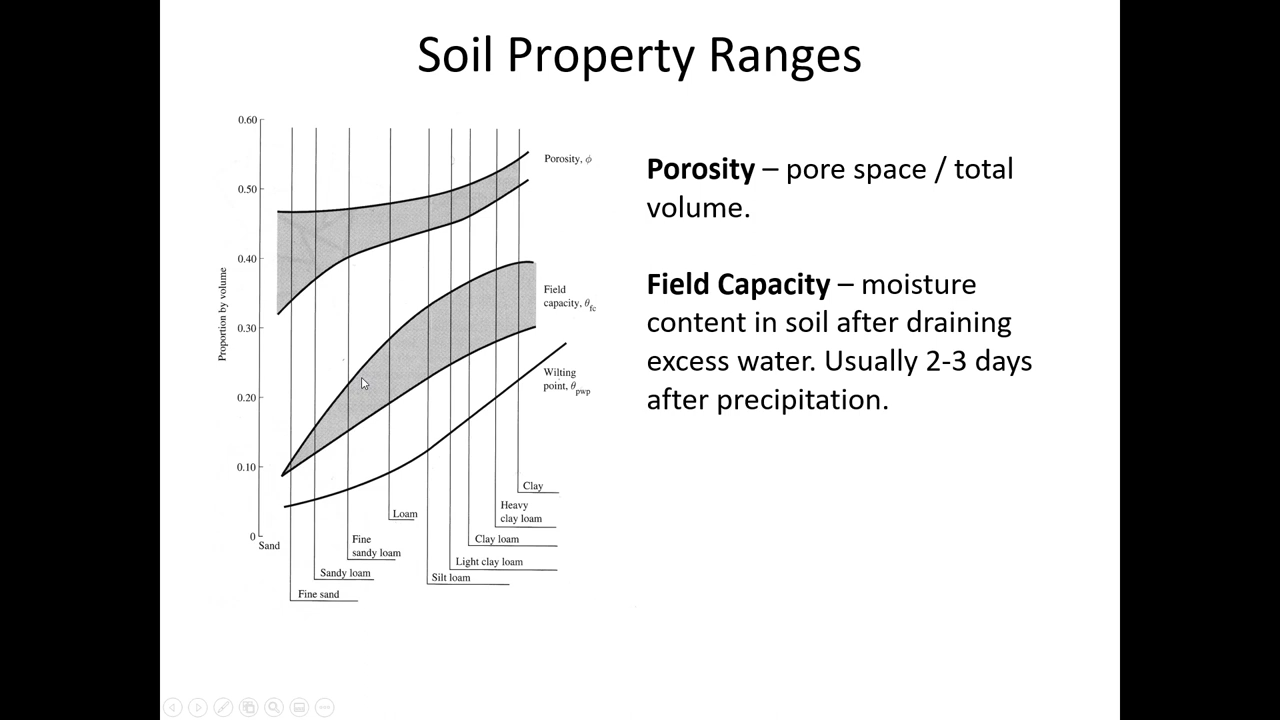 Soil Property Ranges
0.60
0.50
0.40
0.30
0.20
0.10
0
Proportion by volume
Porosity, ϕ
Field
capacity, θfc
Wilting
point, θpwp
Sand
Fine sand
Sandy loam
Fine
sandy loam
Loam
Silt loam
Light clay loam
Clay loam
Heavy
clay loam
Clay
Porosity – pore space / total
volume.
Field Capacity – moisture
content in soil after draining
excess water. Usually 2-3 days
after precipitation.